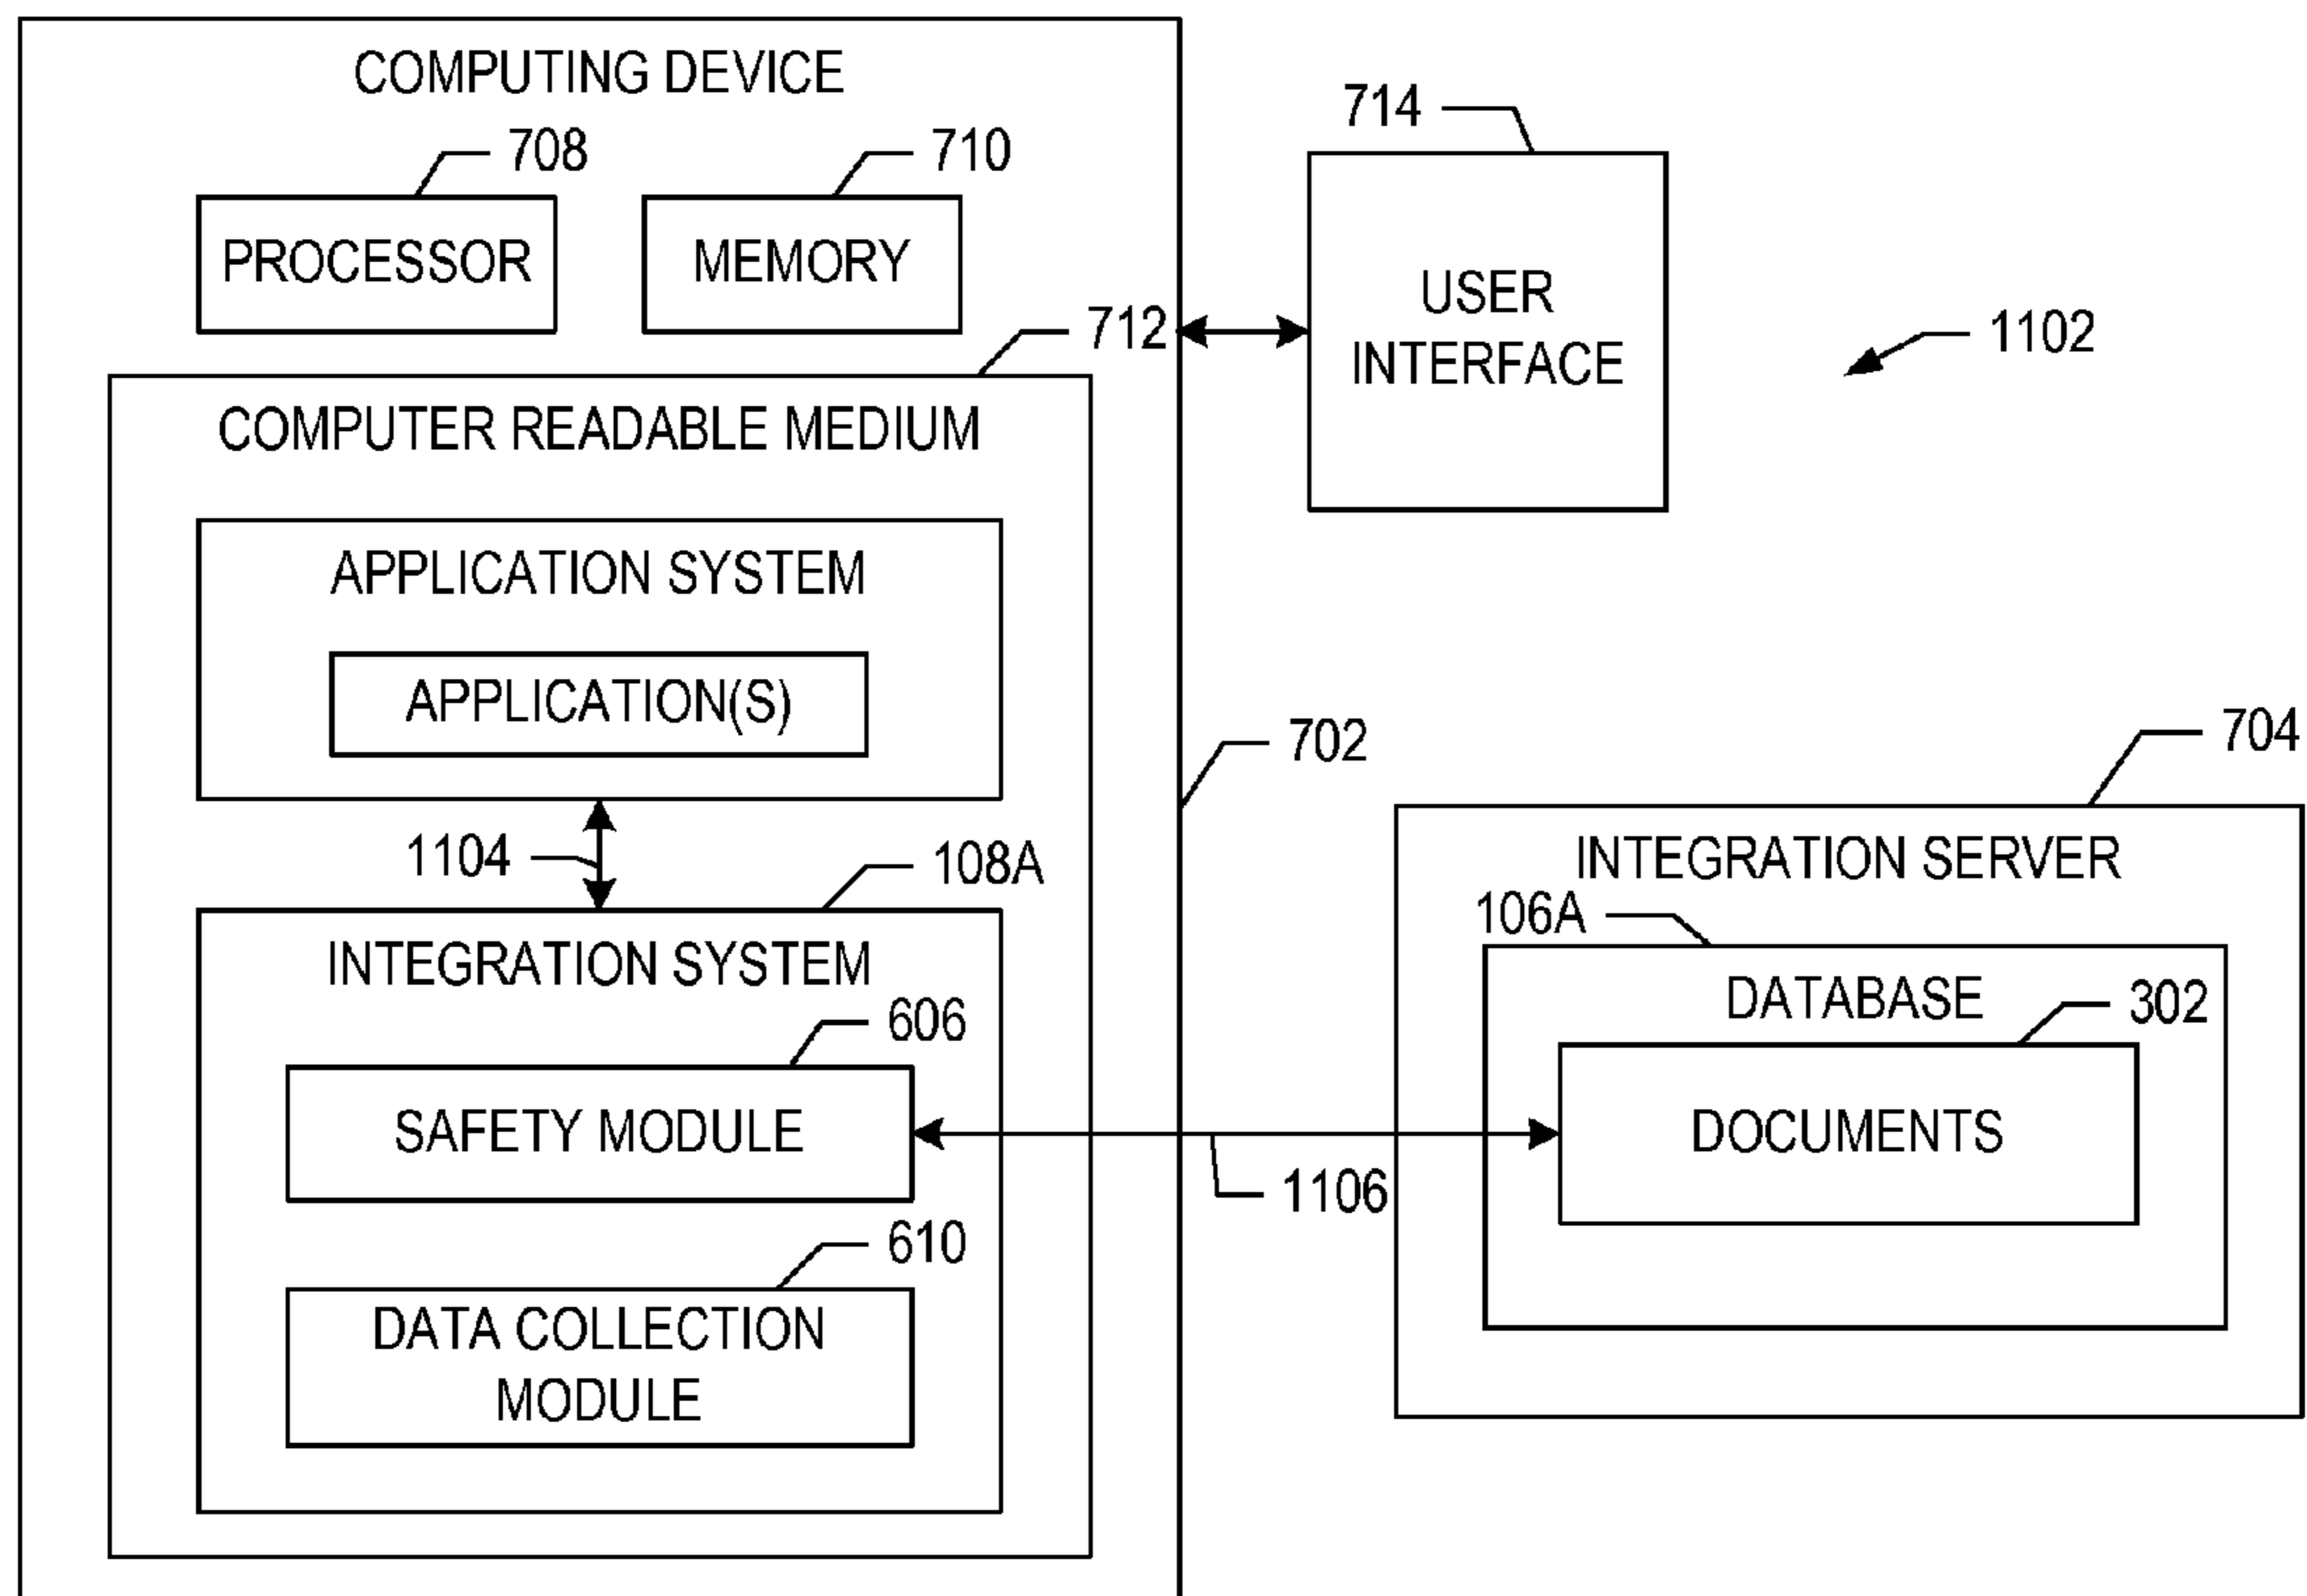 COMPUTING DEVICE
708
710
PROCESSOR
MEMORY
712
COMPUTER READABLE MEDIUM
APPLICATION SYSTEM
APPLICATION(S)
1104
108A
INTEGRATION SYSTEM
606
SAFETY MODULE
610
DATA COLLECTION
MODULE
714
USER
INTERFACE
1102
702
704
INTEGRATION SERVER
106A
DATABASE
302
DOCUMENTS
1106